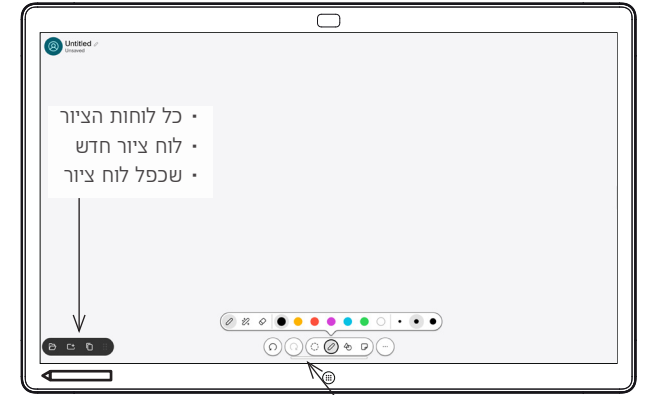 Untitled
Unsaved
• כל לוחות הציור
• לוח ציור חדש
• שכפל לוח ציור